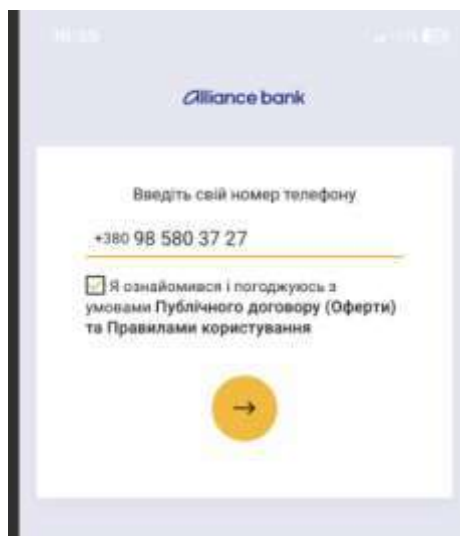 Alliance bank
Введіть свій номер телефону
+380 98 580 37 27
Я ознайомився і погоджуюсь з
умовами Публічного договору (Оферти)
та Правилами користування